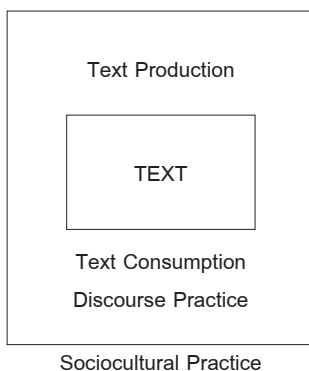 Text Production
TEXT
Text Consumption
Discourse Practice
Sociocultural Practice